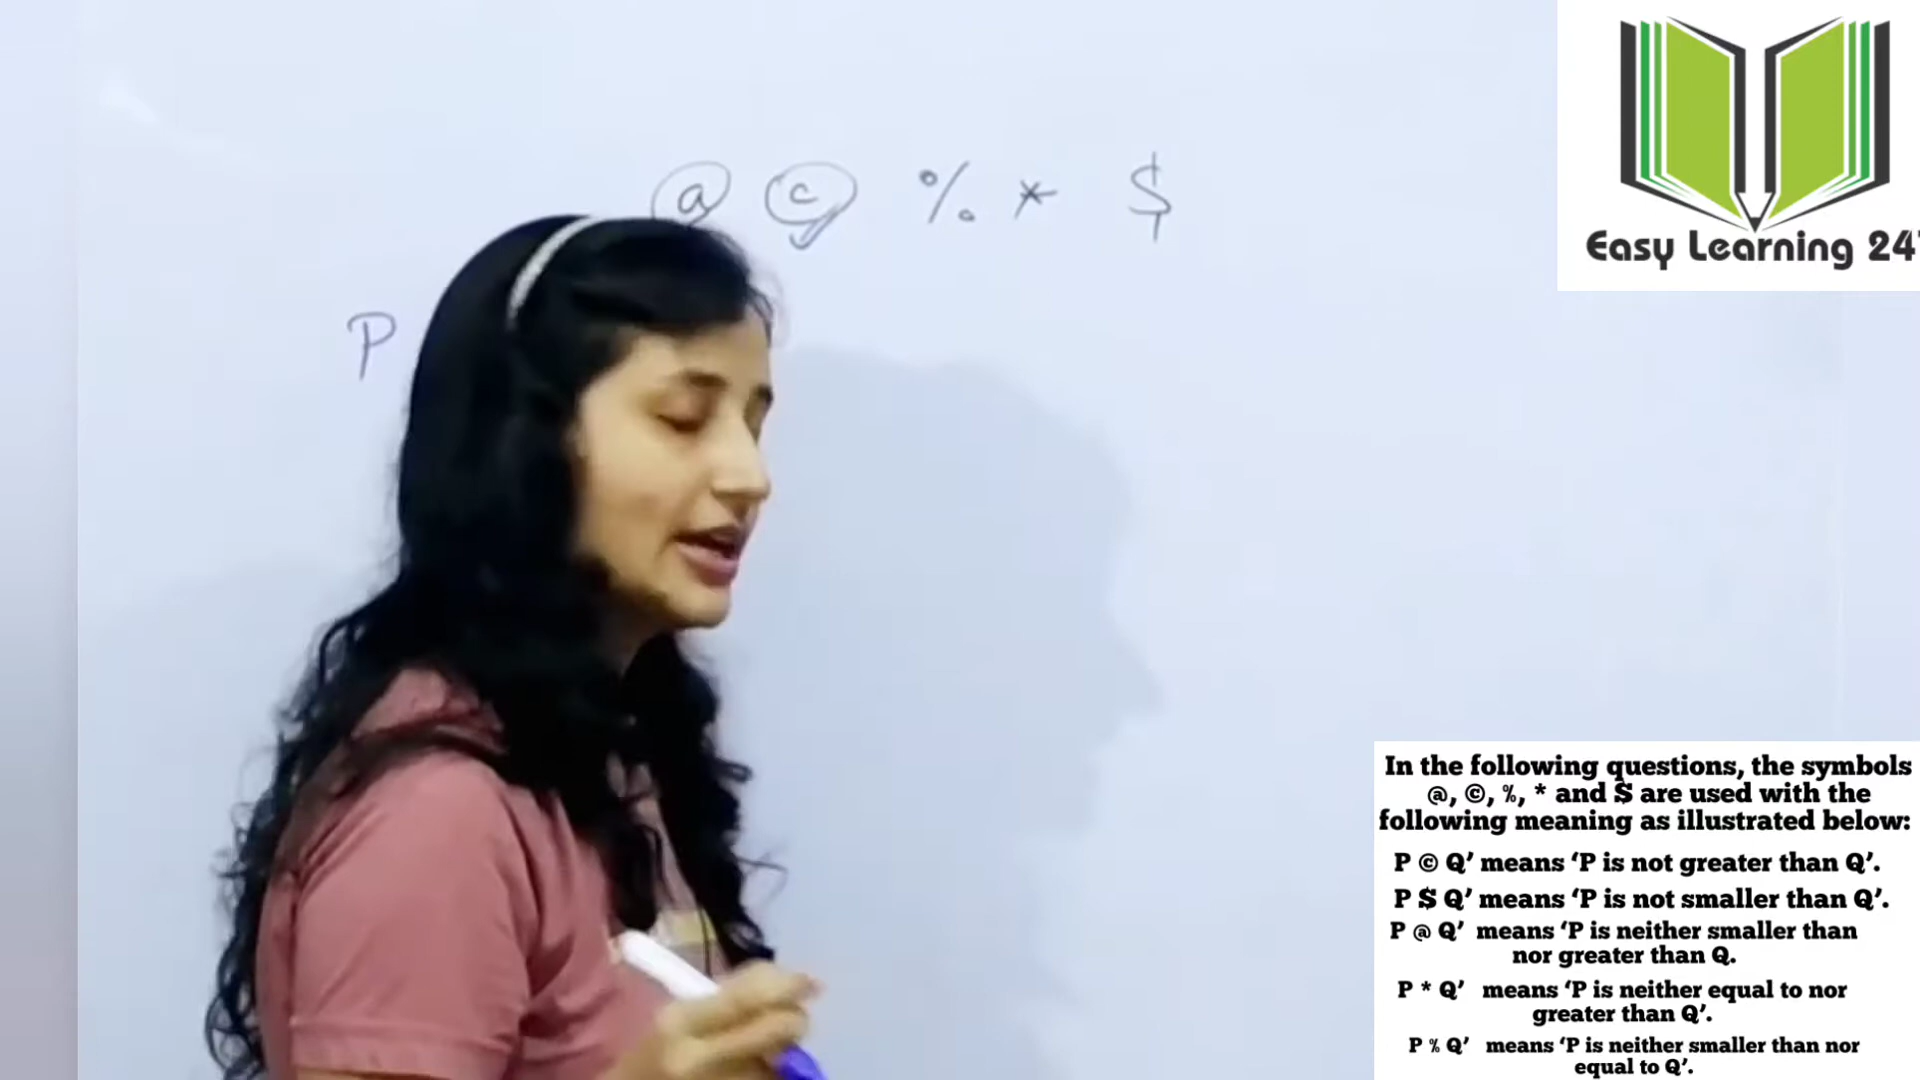 @ © % * $
P
Easy Learning 24
In the following questions, the symbols
@, ©, %, * and $ are used with the
following meaning as illustrated below:
P © Q’ means ‘P is not greater than Q’.
P $ Q’ means ‘P is not smaller than Q’.
P @ Q’ means ‘P is neither smaller than
nor greater than Q.
P * Q’ means ‘P is neither equal to nor
greater than Q’.
P % Q’ means ‘P is neither smaller than nor
equal to Q’.